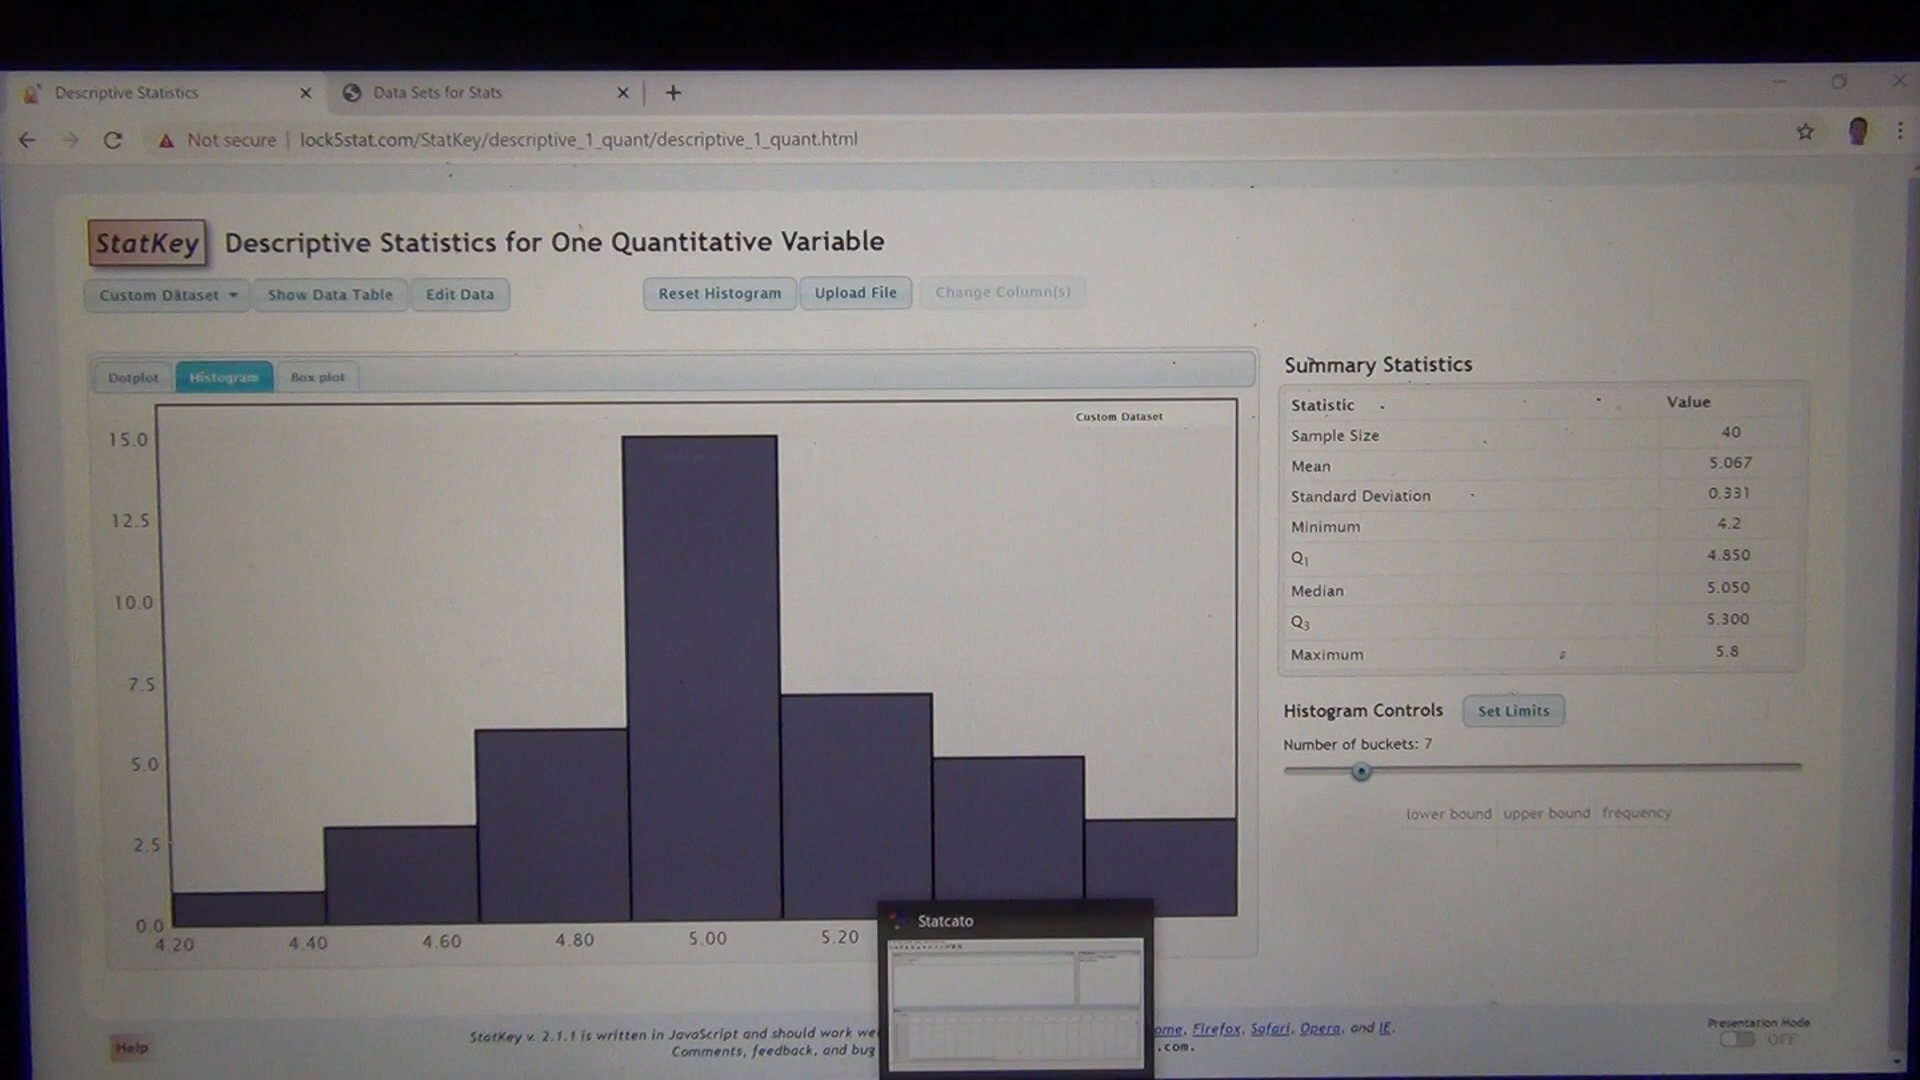 Descriptive Statistics
Data Sets for Stats
Not secure | lock5stat.com/StatKey/descriptive_1_quant/descriptive_1_quant.html
StatKey Descriptive Statistics for One Quantitative Variable
Custom Dataset Show Data Table Edit Data Reset Histogram Upload File Change Column(s)
Dotplot Histogram Box plot
Custom Dataset
15.0
12.5
10.0
7.5
5.0
2.5
0.0
4.20 4.40 4.60 4.80 5.00 5.20
Summary Statistics
Statistic Value
Sample Size 40
Mean 5.067
Standard Deviation 0.331
Minimum 4.2
Q1 4.850
Median 5.050
Q3 5.300
Maximum 5.8
Histogram Controls Set Limits
Number of buckets: 7
lower bound upper bound frequency
Statcato
StatKey v. 2.1.1 is written in JavaScript and should work we
ome, Firefox, Safari, Opera, and IE.
Comments, feedback, and bug
.com.
Help
Presentation Mode
OFF